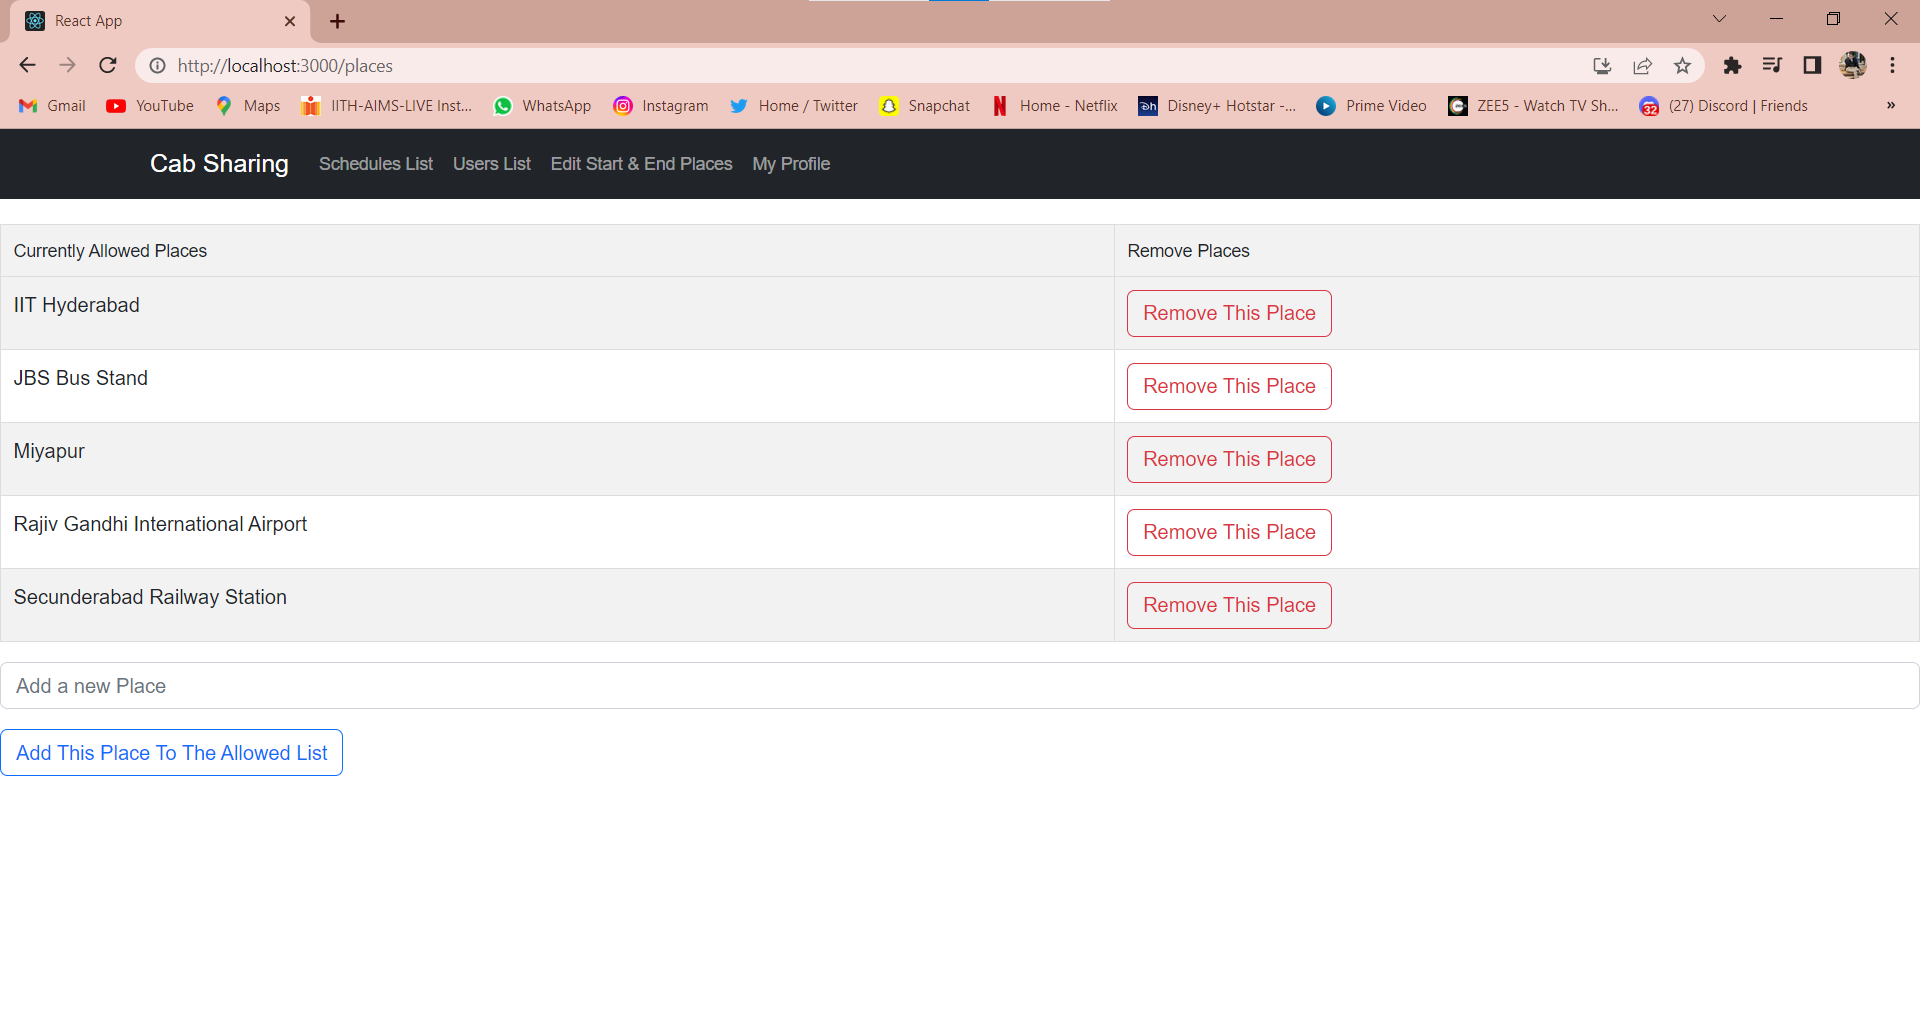 React App
http://localhost:3000/places
Gmail YouTube Maps IITH-AIMS-LIVE Inst... WhatsApp Instagram Home / Twitter Snapchat Home - Netflix Disney+ Hotstar -... Prime Video ZEE5 - Watch TV Sh... 32 (27) Discord | Friends »
Cab Sharing Schedules List Users List Edit Start & End Places My Profile
Currently Allowed Places Remove Places
IIT Hyderabad Remove This Place
JBS Bus Stand Remove This Place
Miyapur Remove This Place
Rajiv Gandhi International Airport Remove This Place
Secunderabad Railway Station Remove This Place
Add a new Place
Add This Place To The Allowed List